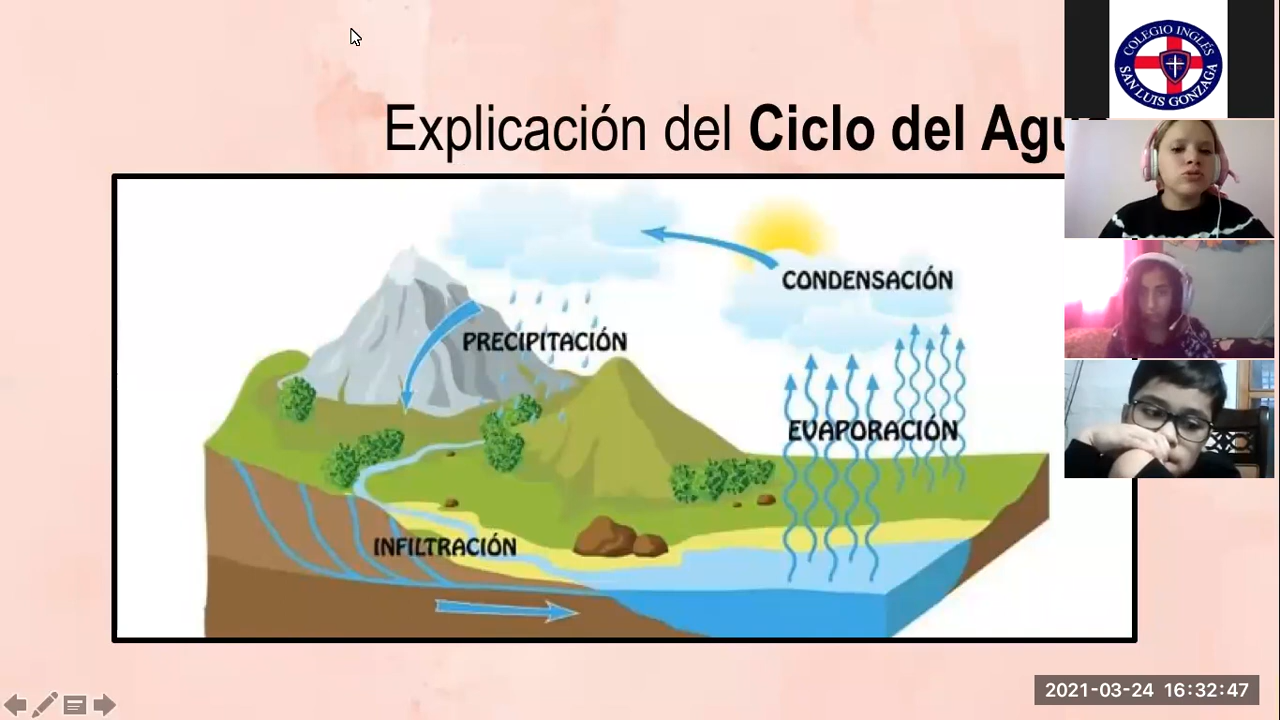 COLEGIO INGLÉS
SAN LUIS GONZAGA
Explicación del Ciclo del Agu
CONDENSACIÓN
PRECIPITACIÓN
EVAPORACIÓN
INFILTRACIÓN
2021-03-24 16:32:47